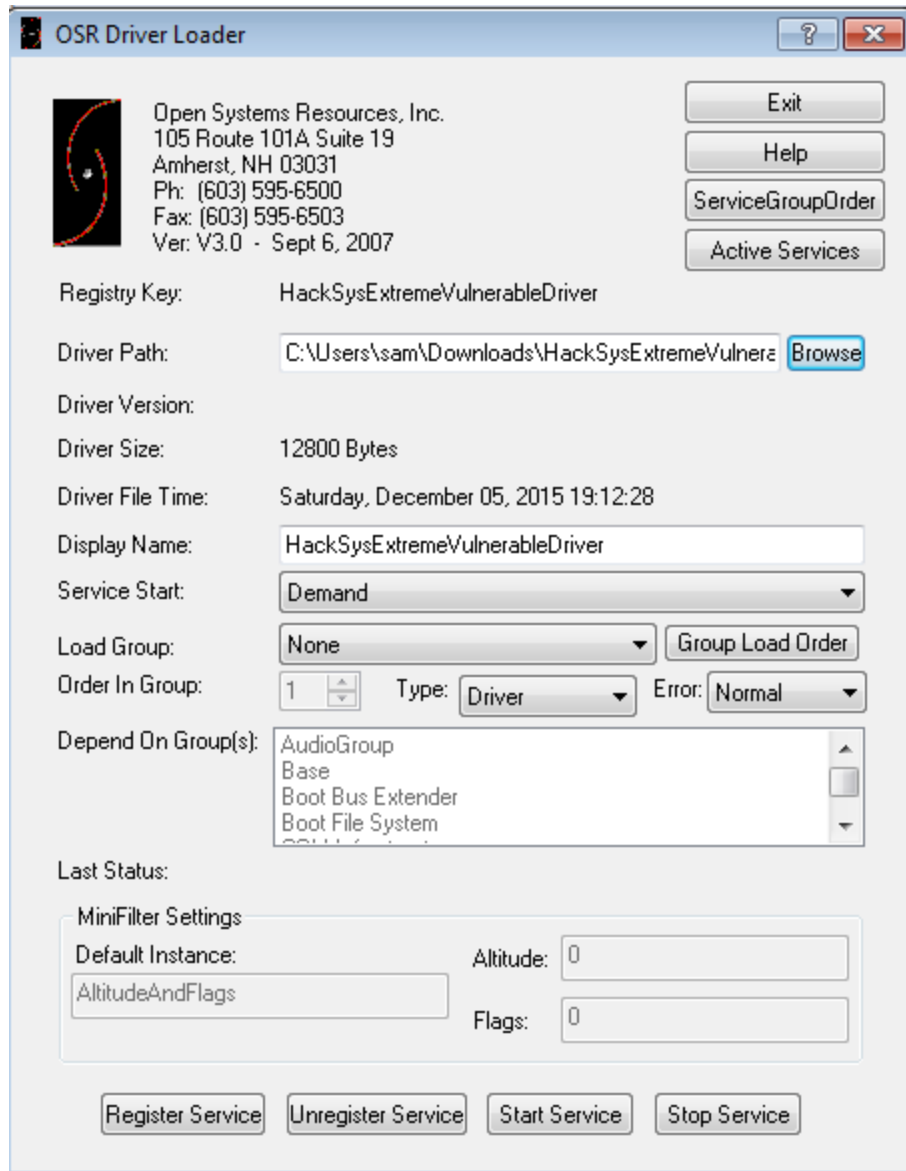 OSR Driver Loader
Open Systems Resources, Inc.
105 Route 101A Suite 19
Amherst, NH 03031
Ph: (603) 595-6500
Fax: (603) 595-6503
Ver: V3.0 - Sept 6, 2007
Exit
Help
ServiceGroupOrder
Active Services
Registry Key: HackSysExtremeVulnerableDriver
Driver Path: C:\Users\sam\Downloads\HackSysExtremeVulnera Browse
Driver Version:
Driver Size: 12800 Bytes
Driver File Time: Saturday, December 05, 2015 19:12:28
Display Name: HackSysExtremeVulnerableDriver
Service Start: Demand
Load Group: None Group Load Order
Order In Group: 1 Type: Driver Error: Normal
Depend On Group(s): AudioGroup
Base
Boot Bus Extender
Boot File System
Last Status:
MiniFilter Settings
Default Instance:
AltitudeAndFlags
Altitude: 0
Flags: 0
Register Service Unregister Service Start Service Stop Service